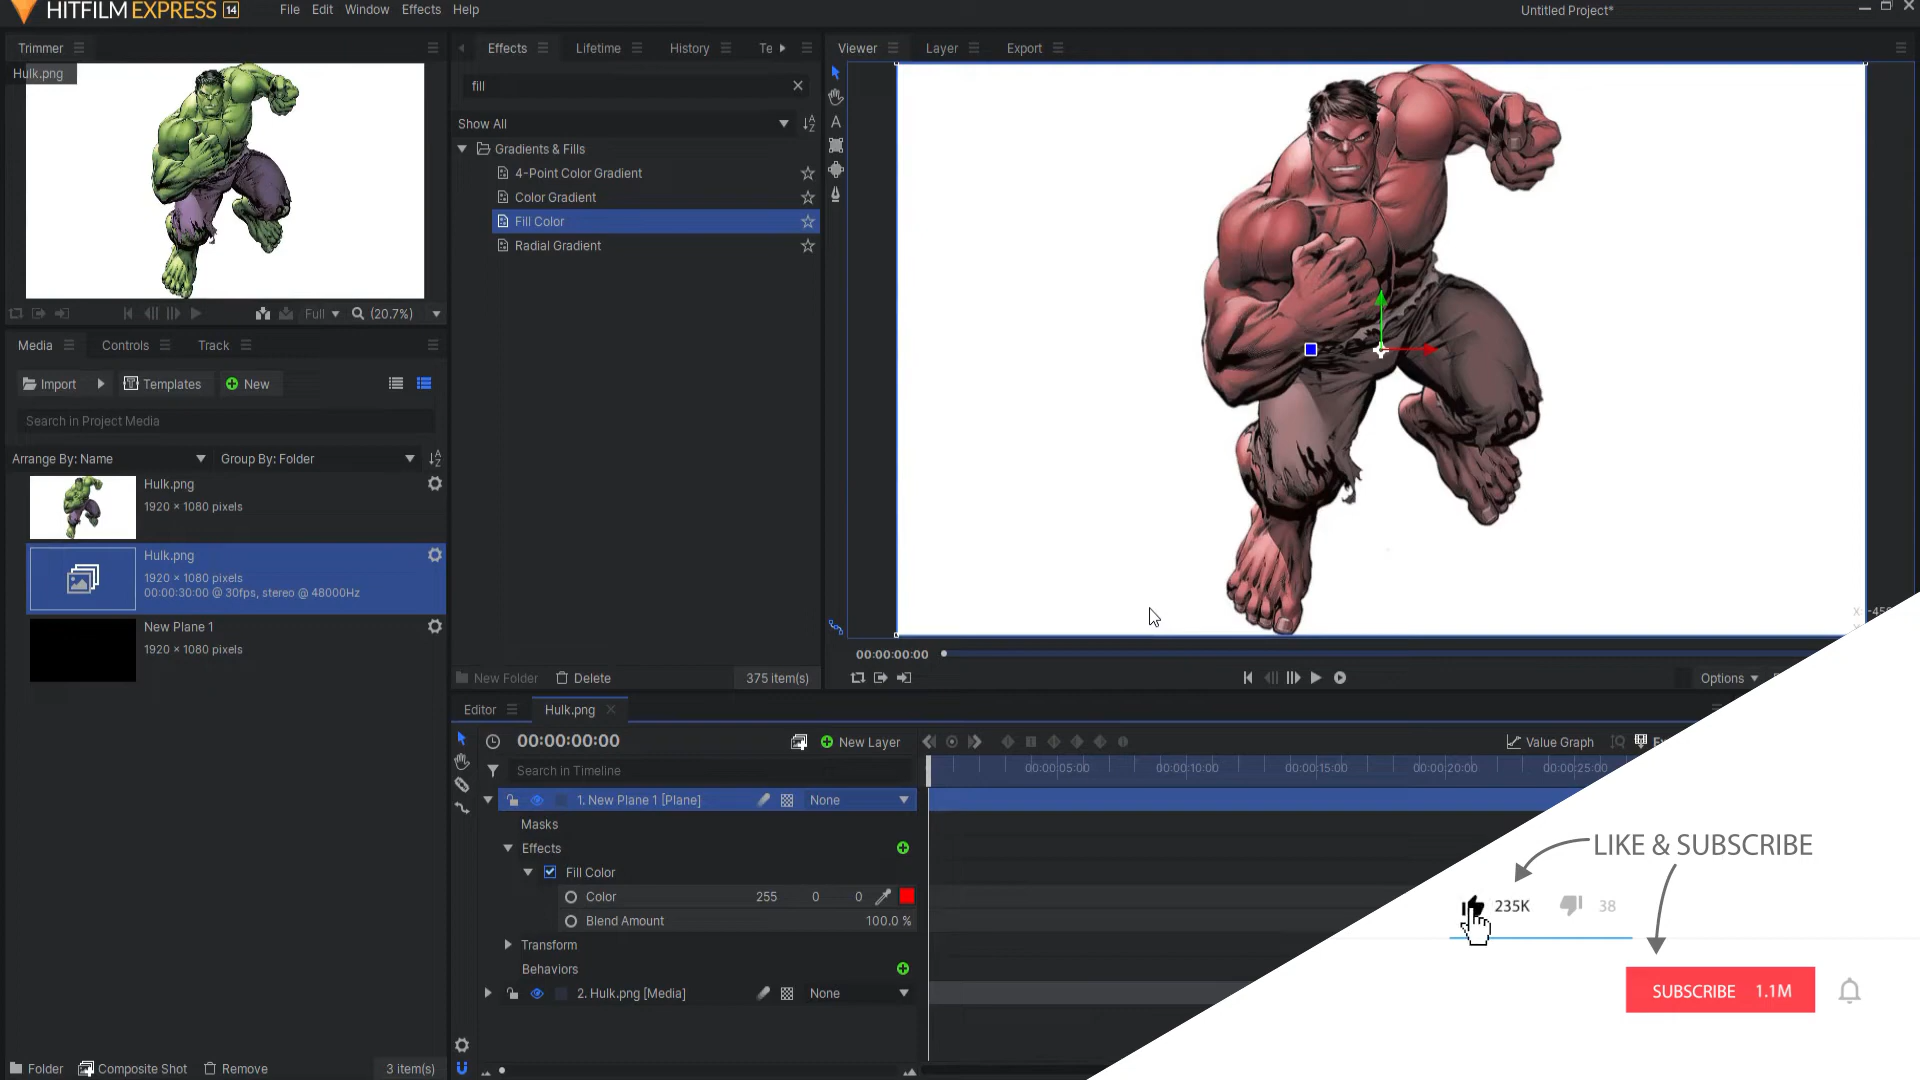 HITFILM EXPRESS 14
File Edit Window Effects Help
Untitled Project*
Trimmer
Hulk.png
Full (20.7%)
Media Controls Track
Import Templates New
Search in Project Media
Arrange By: Name Group By: Folder
Hulk.png
1920 × 1080 pixels
Hulk.png
1920 × 1080 pixels
00:00:30:00 @ 30fps, stereo @ 48000Hz
New Plane 1
1920 × 1080 pixels
Folder Composite Shot Remove 3 item(s)
Effects Lifetime History Te
fill
Show All
Gradients & Fills
4-Point Color Gradient
Color Gradient
Fill Color
Radial Gradient
New Folder Delete 375 item(s)
Viewer Layer Export
00:00:00:00
Options
Editor Hulk.png
00:00:00:00 New Layer Value Graph
Search in Timeline 00:00:05:00 00:00:10:00 00:00:15:00 00:00:20:00 00:00:25:00
1. New Plane 1 [Plane] None
Masks
Effects
Fill Color
Color 255 0 0
Blend Amount 100.0 %
Transform
Behaviors
2. Hulk.png [Media] None
LIKE & SUBSCRIBE
235K 38
SUBSCRIBE 1.1M